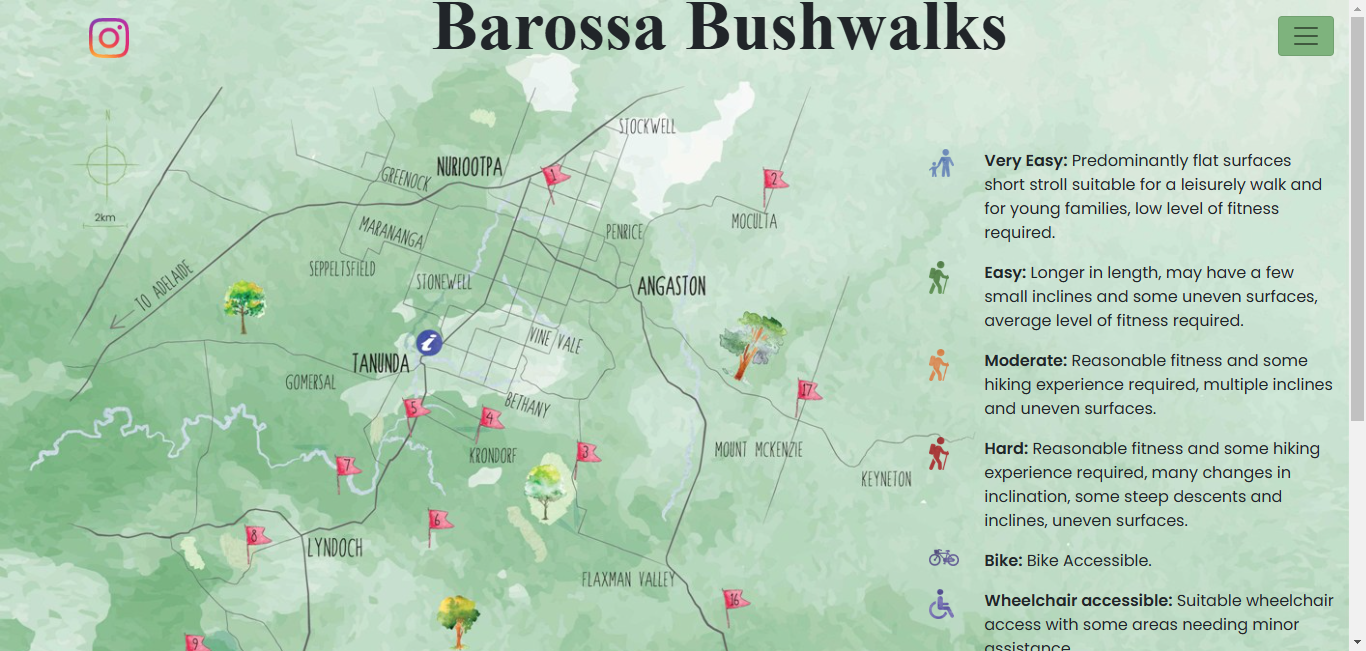 Barossa Bushwalks
N
2km
STOCKWELL
NURIOOTPA
GREENOCK
1
2
MARANANGA
PENRICE
MOCULTA
SEPPELTSFIELD
STONEWELL
ANGASTON
TO ADELAIDE
i
VINE VALE
TANUNDA
GOMERSAL
17
5
4
BETHANY
KRONDORF
3
MOUNT MCKENZIE
7
KEYNETON
6
8
LYNDOCH
FLAXMAN VALLEY
16
9
Very Easy: Predominantly flat surfaces
short stroll suitable for a leisurely walk and
for young families, low level of fitness
required.
Easy: Longer in length, may have a few
small inclines and some uneven surfaces,
average level of fitness required.
Moderate: Reasonable fitness and some
hiking experience required, multiple inclines
and uneven surfaces.
Hard: Reasonable fitness and some hiking
experience required, many changes in
inclination, some steep descents and
inclines, uneven surfaces.
Bike: Bike Accessible.
Wheelchair accessible: Suitable wheelchair
access with some areas needing minor
assistance.